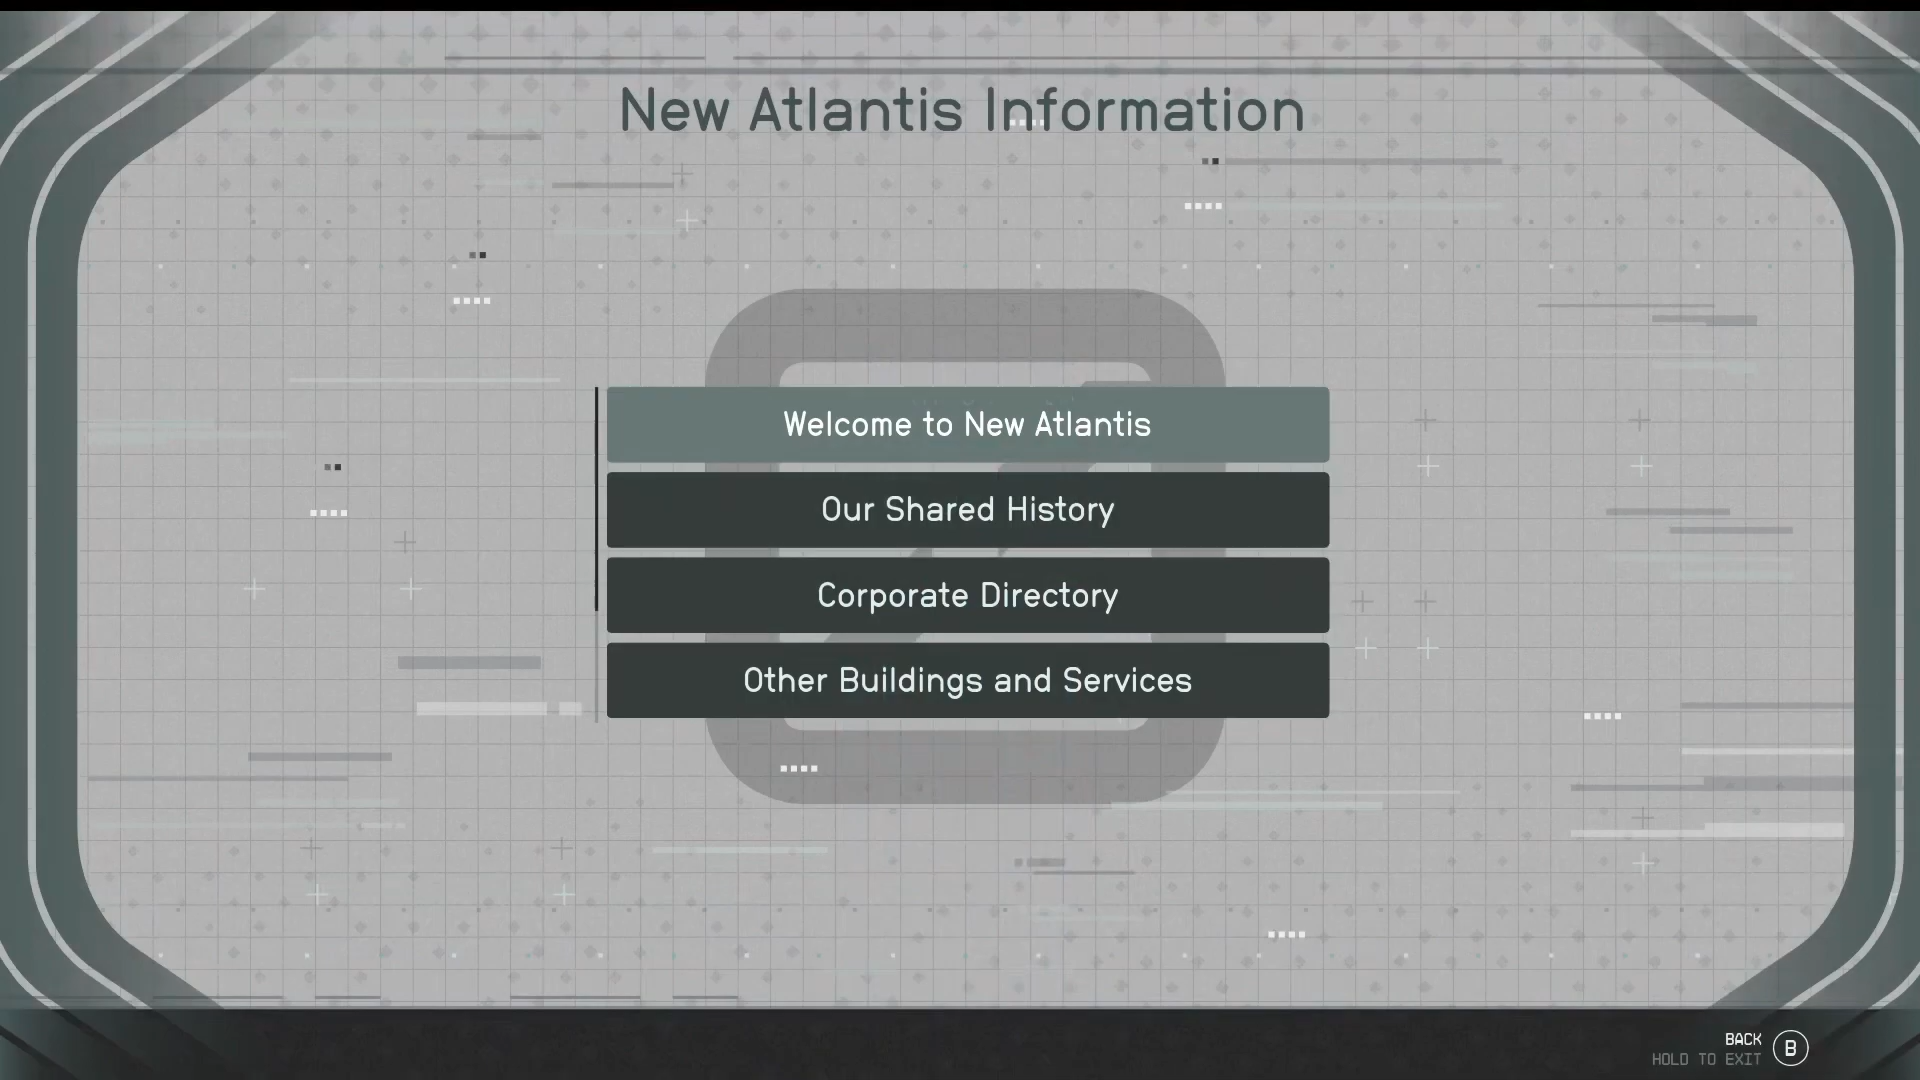 New Atlantis Information
Welcome to New Atlantis
Our Shared History
Corporate Directory
Other Buildings and Services
BACK
HOLD TO EXIT
B